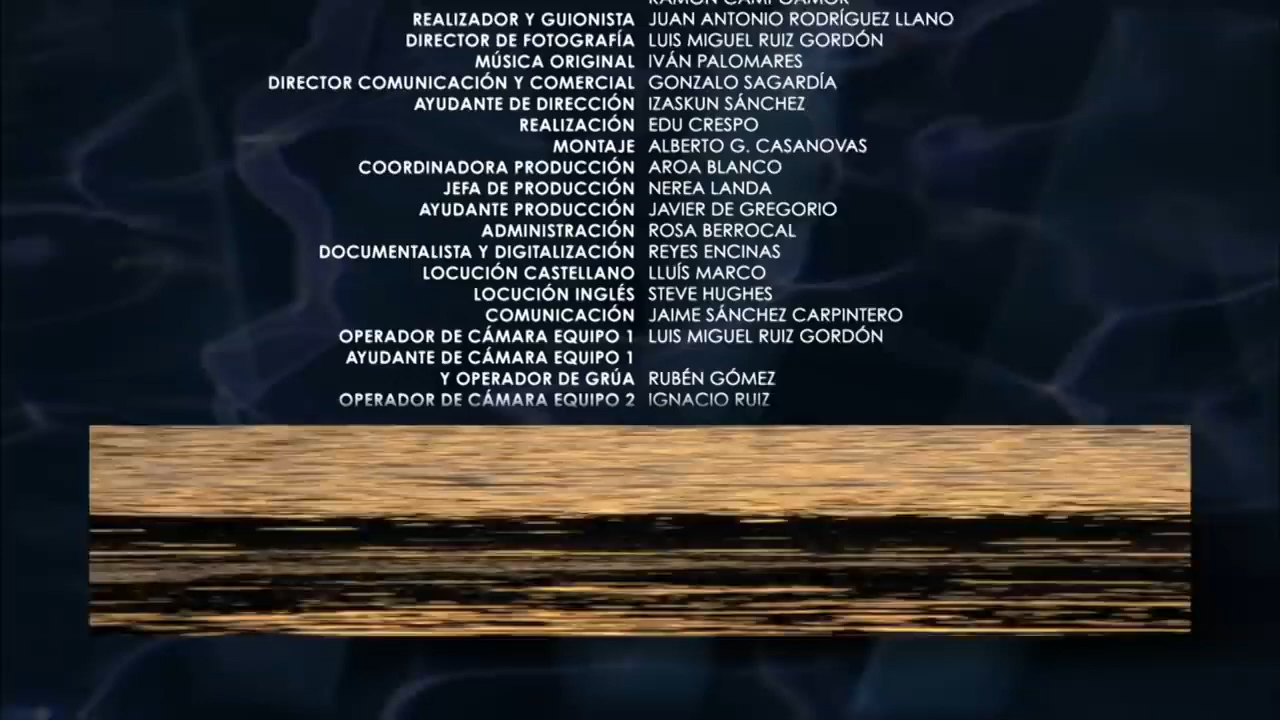 RAMÓN CAMPOAMOR
REALIZADOR Y GUIONISTA JUAN ANTONIO RODRÍGUEZ LLANO
DIRECTOR DE FOTOGRAFÍA LUIS MIGUEL RUIZ GORDÓN
MÚSICA ORIGINAL IVÁN PALOMARES
DIRECTOR COMUNICACIÓN Y COMERCIAL GONZALO SAGARDÍA
AYUDANTE DE DIRECCIÓN IZASKUN SÁNCHEZ
REALIZACIÓN EDU CRESPO
MONTAJE ALBERTO G. CASANOVAS
COORDINADORA PRODUCCIÓN AROA BLANCO
JEFA DE PRODUCCIÓN NEREA LANDA
AYUDANTE PRODUCCIÓN JAVIER DE GREGORIO
ADMINISTRACIÓN ROSA BERROCAL
DOCUMENTALISTA Y DIGITALIZACIÓN REYES ENCINAS
LOCUCIÓN CASTELLANO LLUÍS MARCO
LOCUCIÓN INGLÉS STEVE HUGHES
COMUNICACIÓN JAIME SÁNCHEZ CARPINTERO
OPERADOR DE CÁMARA EQUIPO 1 LUIS MIGUEL RUIZ GORDÓN
AYUDANTE DE CÁMARA EQUIPO 1
Y OPERADOR DE GRÚA RUBÉN GÓMEZ
OPERADOR DE CÁMARA EQUIPO 2 IGNACIO RUIZ